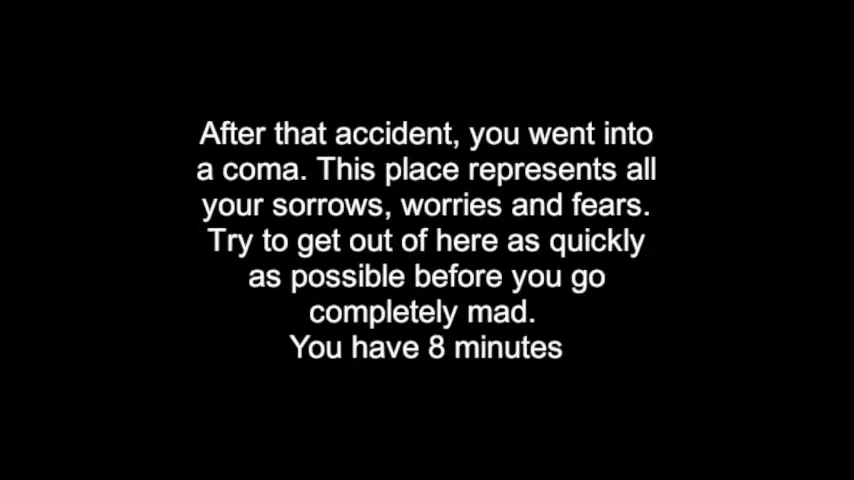 After that accident, you went into
a coma. This place represents all
your sorrows, worries and fears.
Try to get out of here as quickly
as possible before you go
completely mad.
You have 8 minutes